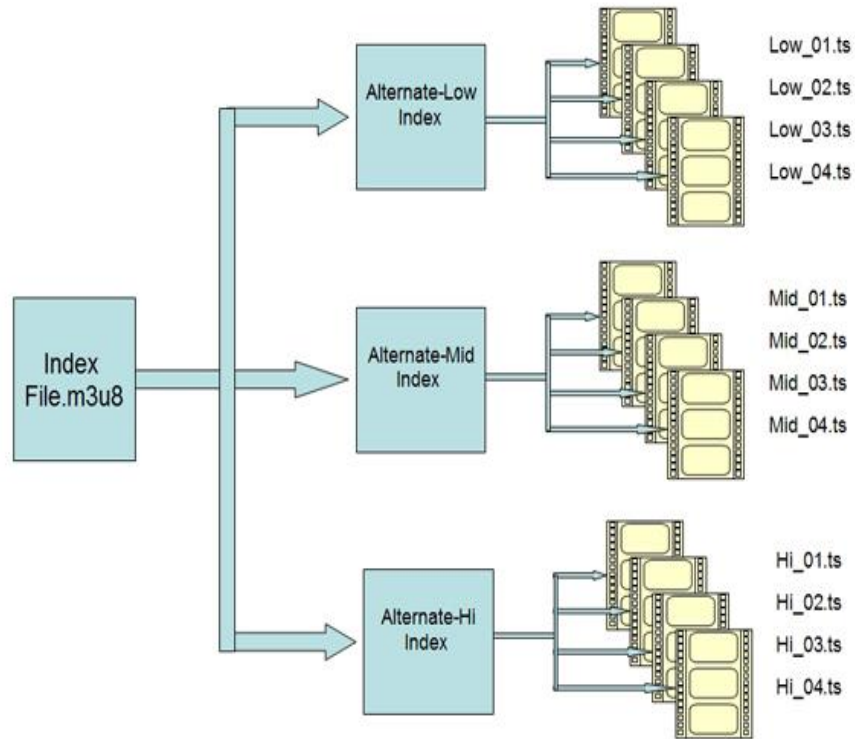 Index
File.m3u8
Alternate-Low
Index
Low_01.ts
Low_02.ts
Low_03.ts
Low_04.ts
Alternate-Mid
Index
Mid_01.ts
Mid_02.ts
Mid_03.ts
Mid_04.ts
Alternate-Hi
Index
Hi_01.ts
Hi_02.ts
Hi_03.ts
Hi_04.ts